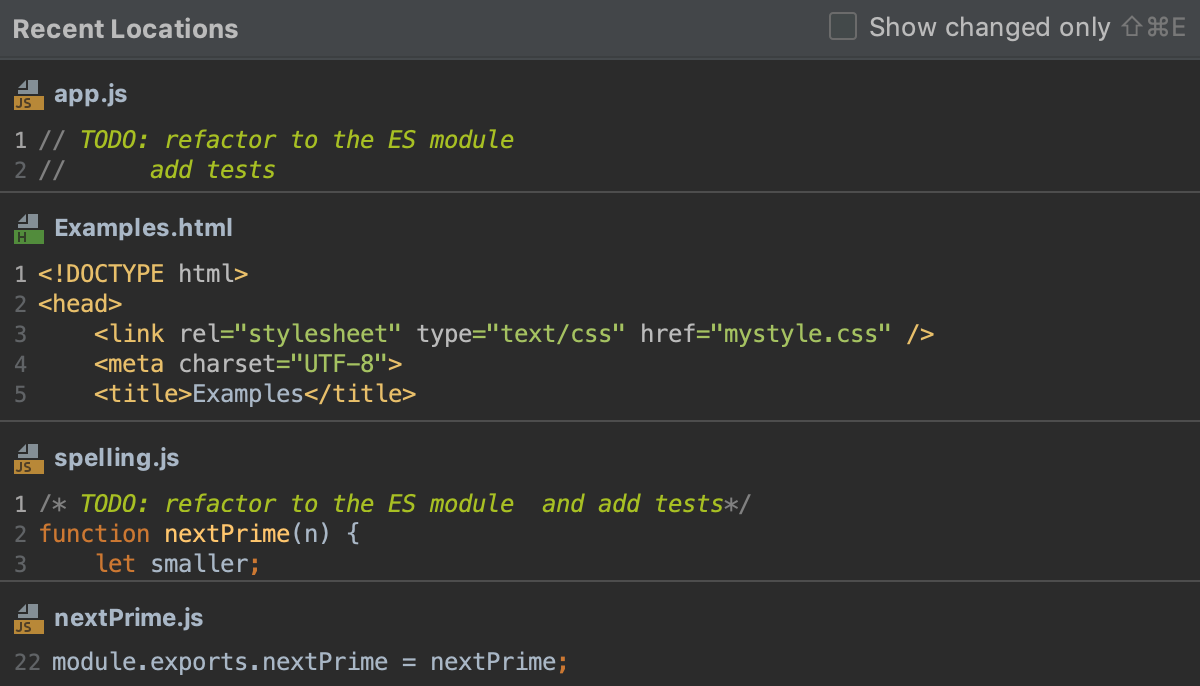 Recent Locations
Show changed only ⇧⌘E
JS app.js
1 // TODO: refactor to the ES module
2 //      add tests
H Examples.html
1 <!DOCTYPE html>
2 <head>
3     <link rel="stylesheet" type="text/css" href="mystyle.css" />
4     <meta charset="UTF-8">
5     <title>Examples</title>
JS spelling.js
1 /* TODO: refactor to the ES module  and add tests*/
2 function nextPrime(n) {
3     let smaller;
JS nextPrime.js
22 module.exports.nextPrime = nextPrime;